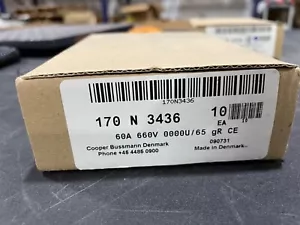 170N3436
170 N 3436
10
EA 10
60A 660V 0000U/65 gR CE
Cooper Bussmann Denmark
090731
Phone +45 4485 0900
Made in Denmark